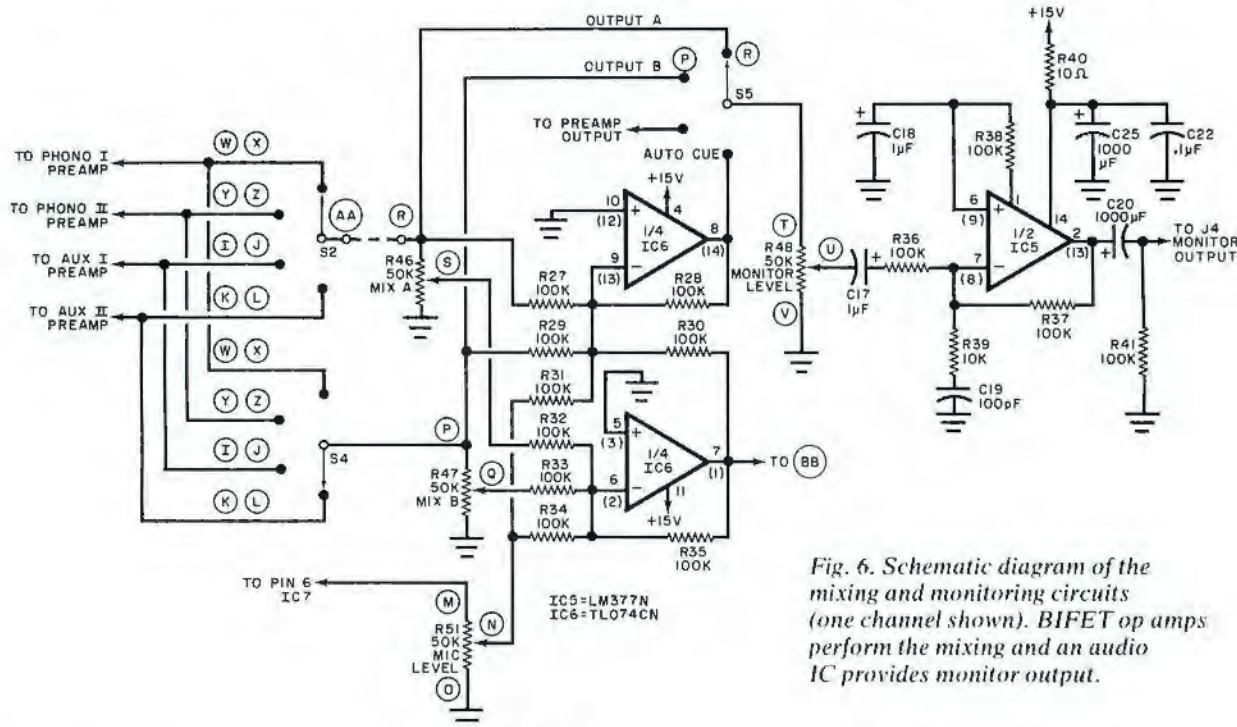 OUTPUT A
OUTPUT B
R
P
S5
TO PREAMP
OUTPUT
AUTO CUE
+15V
TO PHONO I
PREAMP
W X
TO PHONO II
PREAMP
Y Z
TO AUX I
PREAMP
I J
TO AUX II
PREAMP
K L
S2
AA
R
R46
50K
MIX A
S
10
(12)
+
4
1/4
IC6
8
(14)
9
(13)
−
R27
100K
R28
100K
R29
100K
R30
100K
R31
100K
R32
100K
R33
100K
R34
100K
R35
100K
W X
Y Z
I J
K L
S4
P
R47
50K
MIX B
Q
5
(3)
+
1/4
IC6
7
(1)
6
(2)
−
11
+15V
TO BB
TO PIN 6
IC7
M
N
R51
50K
MIC
LEVEL
O
IC5=LM377N
IC6=TL074CN
T
R48
50K
MONITOR
LEVEL
U
V
C17
1µF
+
R36
100K
+
C18
1µF
R38
100K
+15V
R40
10Ω
+
C25
1000
µF
C22
.1µF
6
(9)
+
1
14
1/2
IC5
2
(13)
7
(8)
−
C20
1000µF
+
TO J4
MONITOR
OUTPUT
R37
100K
R39
10K
C19
100pF
R41
100K
Fig. 6. Schematic diagram of the
mixing and monitoring circuits
(one channel shown). BIFET op amps
perform the mixing and an audio
IC provides monitor output.